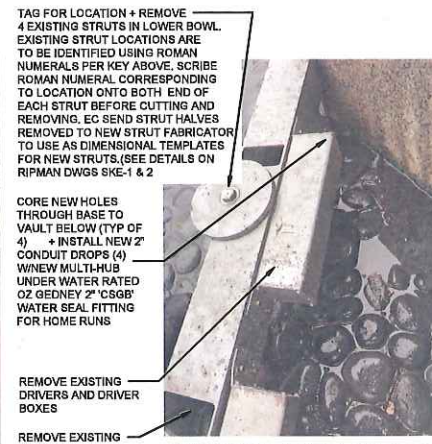 TAG FOR LOCATION + REMOVE
4 EXISTING STRUTS IN LOWER BOWL.
EXISTING STRUT LOCATIONS ARE
TO BE IDENTIFIED USING ROMAN
NUMERALS PER KEY ABOVE, SCRIBE
ROMAN NUMERAL CORRESPONDING
TO LOCATION ONTO BOTH END OF
EACH STRUT BEFORE CUTTING AND
REMOVING. EC SEND STRUT HALVES
REMOVED TO NEW STRUT FABRICATOR
TO USE AS DIMENSIONAL TEMPLATES
FOR NEW STRUTS.(SEE DETAILS ON
RIPMAN DWGS SKE-1 & 2
CORE NEW HOLES
THROUGH BASE TO
VAULT BELOW (TYP OF
4) + INSTALL NEW 2"
CONDUIT DROPS (4)
W/NEW MULTI-HUB
UNDER WATER RATED
OZ GEDNEY 2" 'CSGB'
WATER SEAL FITTING
FOR HOME RUNS
REMOVE EXISTING
DRIVERS AND DRIVER
BOXES
REMOVE EXISTING